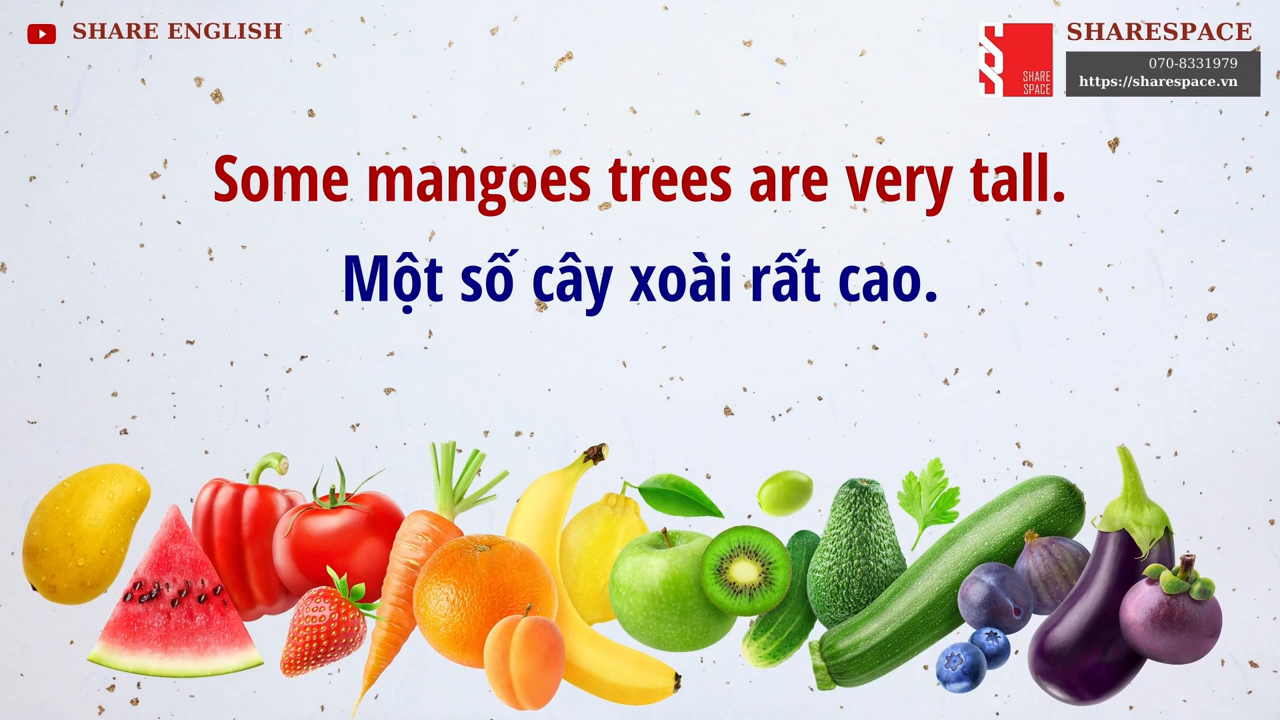 SHARE ENGLISH
SHARESPACE
070-8331979
https://sharespace.vn
SHARE
SPACE
Some mangoes trees are very tall.
Một số cây xoài rất cao.